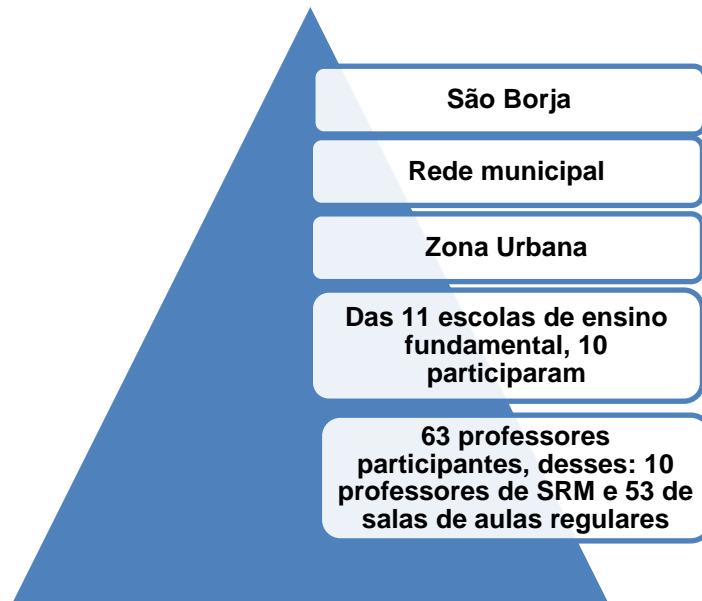 São Borja
Rede municipal
Zona Urbana
Das 11 escolas de ensino
fundamental, 10
participaram
63 professores
participantes, desses: 10
professores de SRM e 53 de
salas de aulas regulares